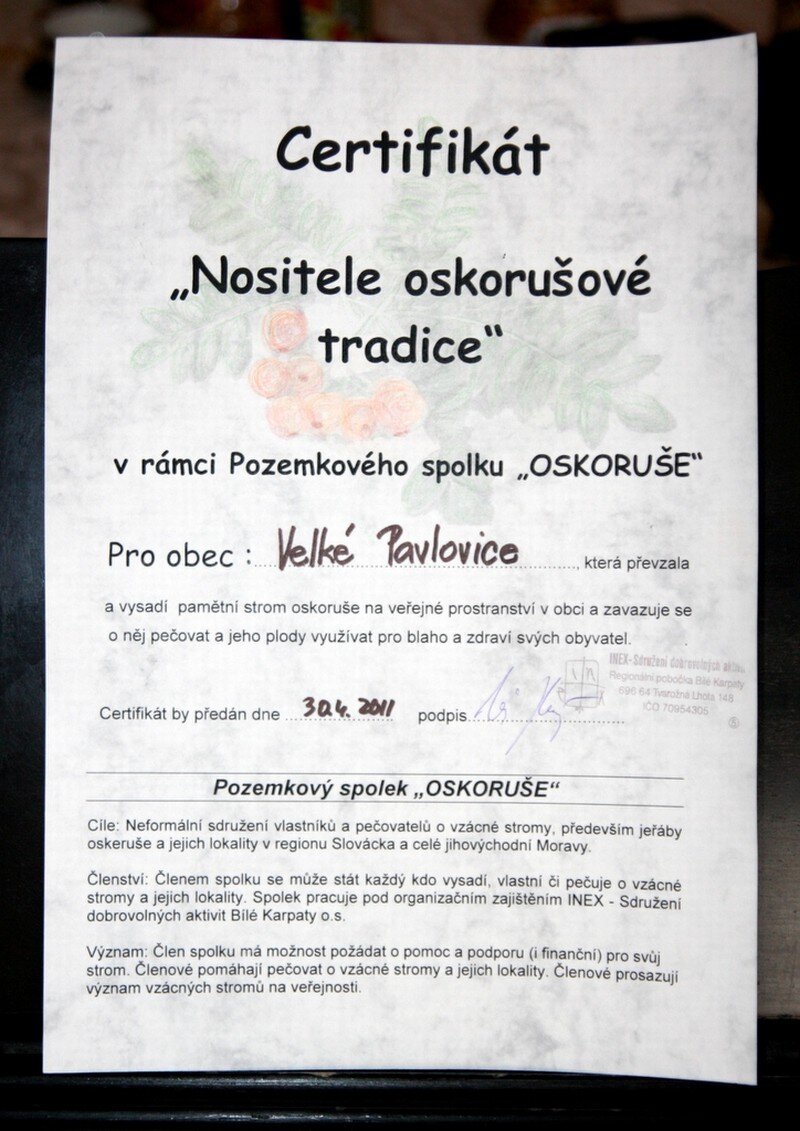 Certifikát
„Nositele oskorušové
tradice“
v rámci Pozemkového spolku „OSKORUŠE“
Pro obec : Velké Pavlovice, která převzala
a vysadí pamětní strom oskoruše na veřejné prostranství v obci a zavazuje se
o něj pečovat a jeho plody využívat pro blaho a zdraví svých obyvatel.
INEX-Sdružení dobrovolných aktivit
Regionální pobočka Bílé Karpaty
696 64 Tvarožná Lhota 148
IČO 70954305
Certifikát by předán dne 30.4. 2011 podpis
Pozemkový spolek „OSKORUŠE“
Cíle: Neformální sdružení vlastníků a pečovatelů o vzácné stromy, především jeřáby
oskeruše a jejich lokality v regionu Slovácka a celé jihovýchodní Moravy.
Členství: Členem spolku se může stát každý kdo vysadí, vlastní či pečuje o vzácné
stromy a jejich lokality. Spolek pracuje pod organizačním zajištěním INEX - Sdružení
dobrovolných aktivit Bílé Karpaty o.s.
Význam: Člen spolku má možnost požádat o pomoc a podporu (i finanční) pro svůj
strom. Členové pomáhají pečovat o vzácné stromy a jejich lokality. Členové prosazují
význam vzácných stromů na veřejnosti.